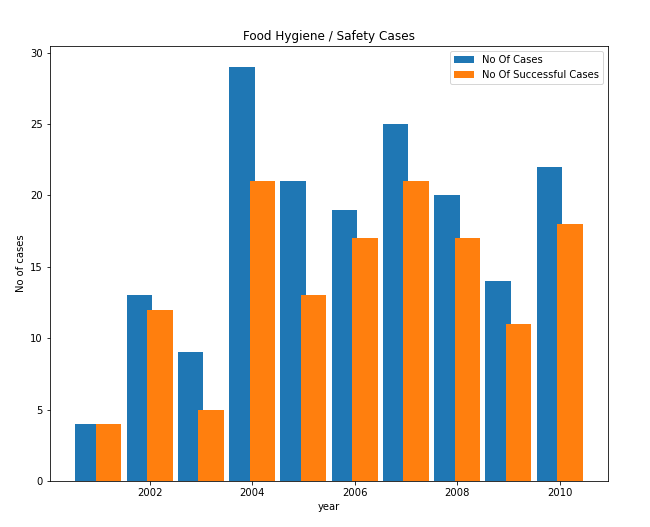 Food Hygiene / Safety Cases
No Of Cases
No Of Successful Cases
30
25
20
15
10
5
0
No of cases
2002 2004 2006 2008 2010
year